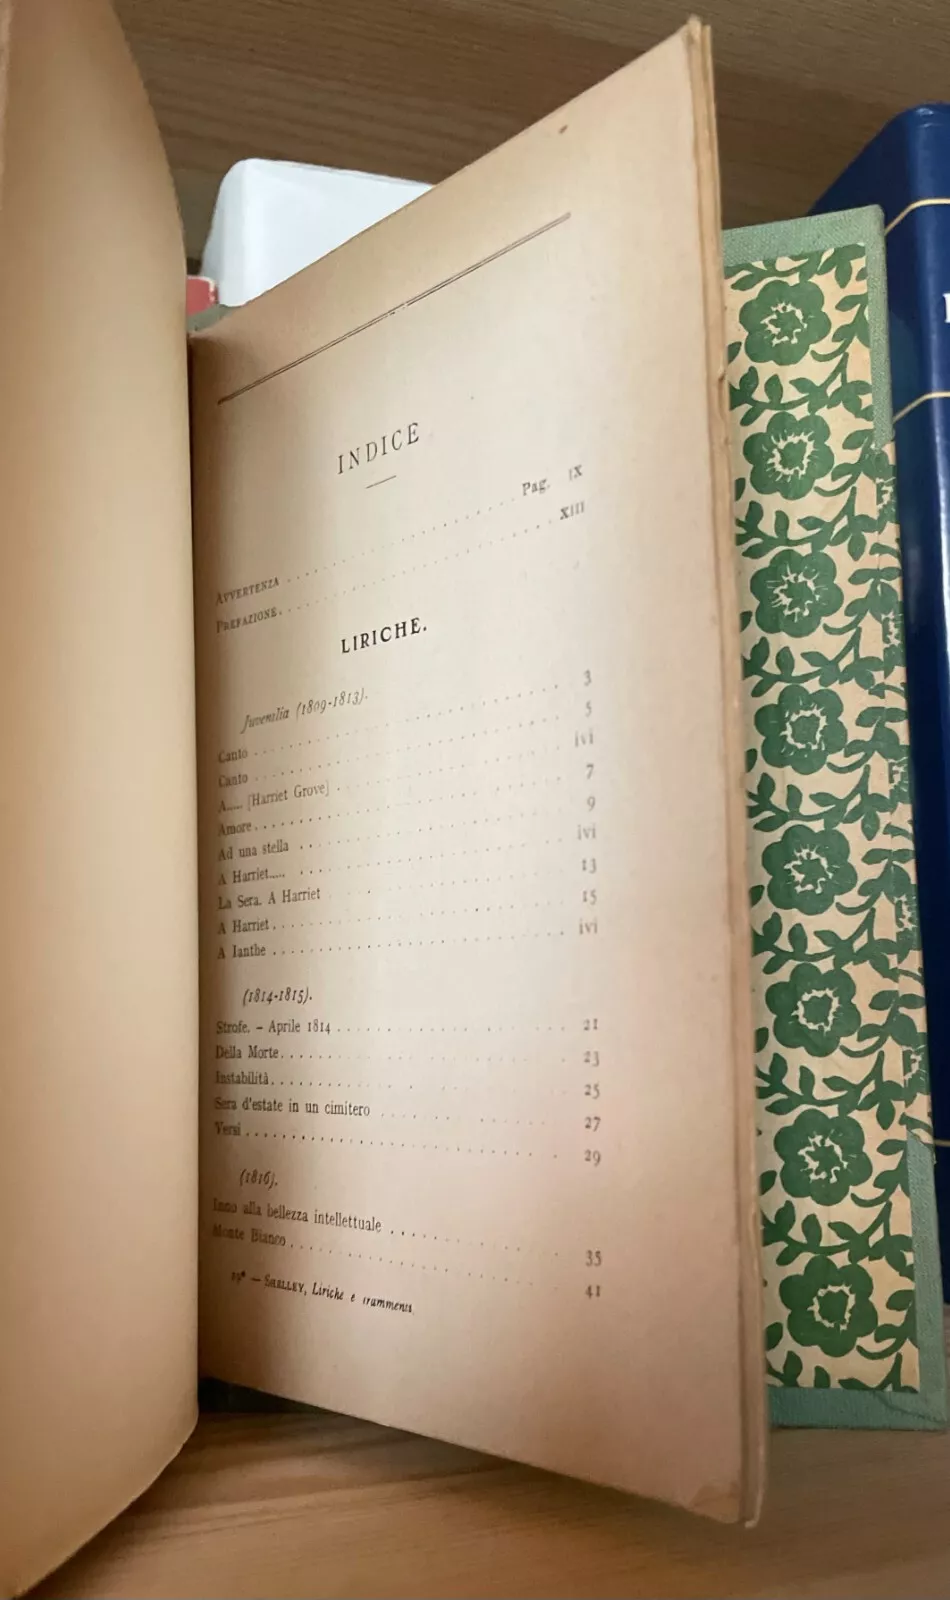 INDICE
AVVERTENZA . . . . . . . . . . Pag. IX
PREFAZIONE. . . . . . . . . . . XIII
LIRICHE.
Juvenilia (1809-1813).
Canto . . . . . . . . . . 3
Canto . . . . . . . . . . 5
A..... [Harriet Grove] . . . . . . . . . . ivi
Amore. . . . . . . . . . . 7
Ad una stella . . . . . . . . . . 9
A Harriet..... . . . . . . . . . . ivi
La Sera. A Harriet . . . . . . . . . . 13
A Harriet. . . . . . . . . . . 15
A Ianthe . . . . . . . . . . ivi
(1814-1815).
Strofe. – Aprile 1814 . . . . . . . . . . 21
Della Morte. . . . . . . . . . . 23
Instabilità. . . . . . . . . . . 25
Sera d'estate in un cimitero . . . . . . . . . . 27
Versi . . . . . . . . . . 29
(1816).
Inno alla bellezza intellettuale . . . . . . . . . . 35
Monte Bianco . . . . . . . . . . 41
— SHELLEY, Liriche e frammenti.